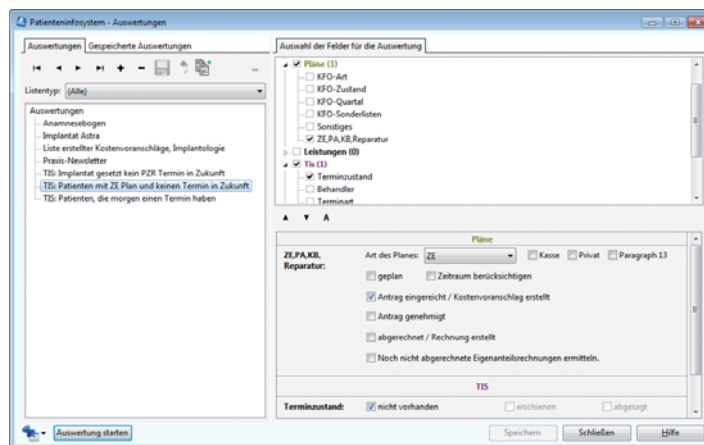 Patienteninfosystem - Auswertungen
Auswertungen Gespeicherte Auswertungen
Listentyp: (Alle)
Auswertungen
Anamnesebogen
Implantat Astra
Liste erstellter Kostenvoranschläge, Implantologie
Praxis-Newsletter
TIS: Implantat gesetzt kein PZR Termin in Zukunft
TIS: Patienten mit ZE Plan und keinen Termin in Zukunft
TIS: Patienten, die morgen einen Termin haben
Auswahl der Felder für die Auswertung
Pläne (1)
KFO-Art
KFO-Zustand
KFO-Quartal
KFO-Sonderlisten
Sonstiges
ZE,PA,KB,Reparatur
Leistungen (0)
Tis (1)
Terminzustand
Behandler
Terminart
A
Pläne
ZE,PA,KB, Art des Planes: ZE Kasse Privat Paragraph 13
Reparatur:
geplan Zeitraum berücksichtigen
Antrag eingereicht / Kostenvoranschlag erstellt
Antrag genehmigt
abgerechnet / Rechnung erstellt
Noch nicht abgerechnete Eigenanteilsrechnungen ermitteln.
TIS
Terminzustand: nicht vorhanden erschienen abgesagt
Auswertung starten Speichern Schließen Hilfe